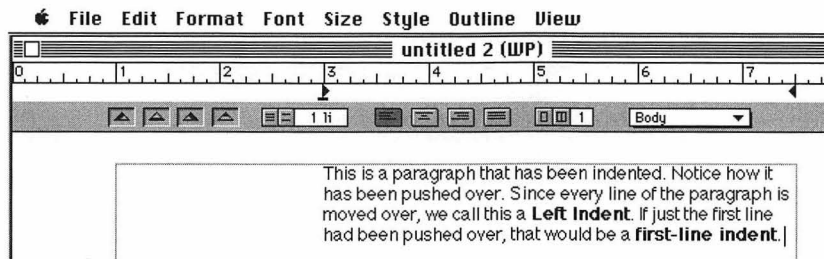 File Edit Format Font Size Style Outline View
untitled 2 (WP)
0 1 2 3 4 5 6 7
1 li 1 Body
This is a paragraph that has been indented. Notice how it
has been pushed over. Since every line of the paragraph is
moved over, we call this a Left Indent. If just the first line
had been pushed over, that would be a first-line indent.